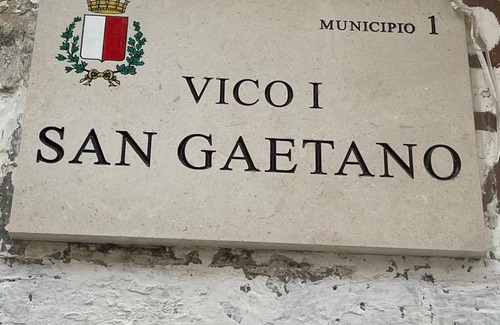 MUNICIPIO 1
VICO I
SAN GAETANO